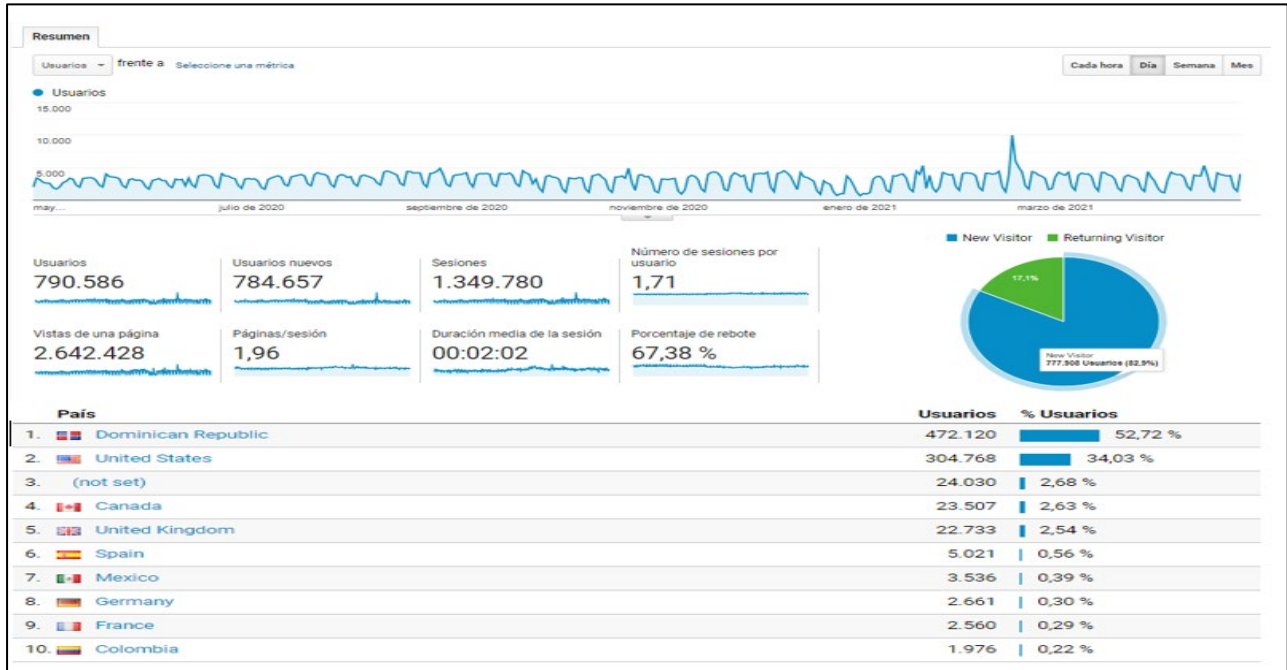 Resumen
Usuarios frente a Seleccione una métrica
Cada hora Día Semana Mes
Usuarios
15.000
10.000
5.000
may... julio de 2020 septiembre de 2020 noviembre de 2020 enero de 2021 marzo de 2021
New Visitor Returning Visitor
Usuarios
790.586
Usuarios nuevos
784.657
Sesiones
1.349.780
Número de sesiones por
usuario
1,71
Vistas de una página
2.642.428
Páginas/sesión
1,96
Duración media de la sesión
00:02:02
Porcentaje de rebote
67,38 %
17,1%
New Visitor
777.908 Usuarios (82,9%)
País Usuarios % Usuarios
1. Dominican Republic 472.120 52,72 %
2. United States 304.768 34,03 %
3. (not set) 24.030 2,68 %
4. Canada 23.507 2,63 %
5. United Kingdom 22.733 2,54 %
6. Spain 5.021 0,56 %
7. Mexico 3.536 0,39 %
8. Germany 2.661 0,30 %
9. France 2.560 0,29 %
10. Colombia 1.976 0,22 %